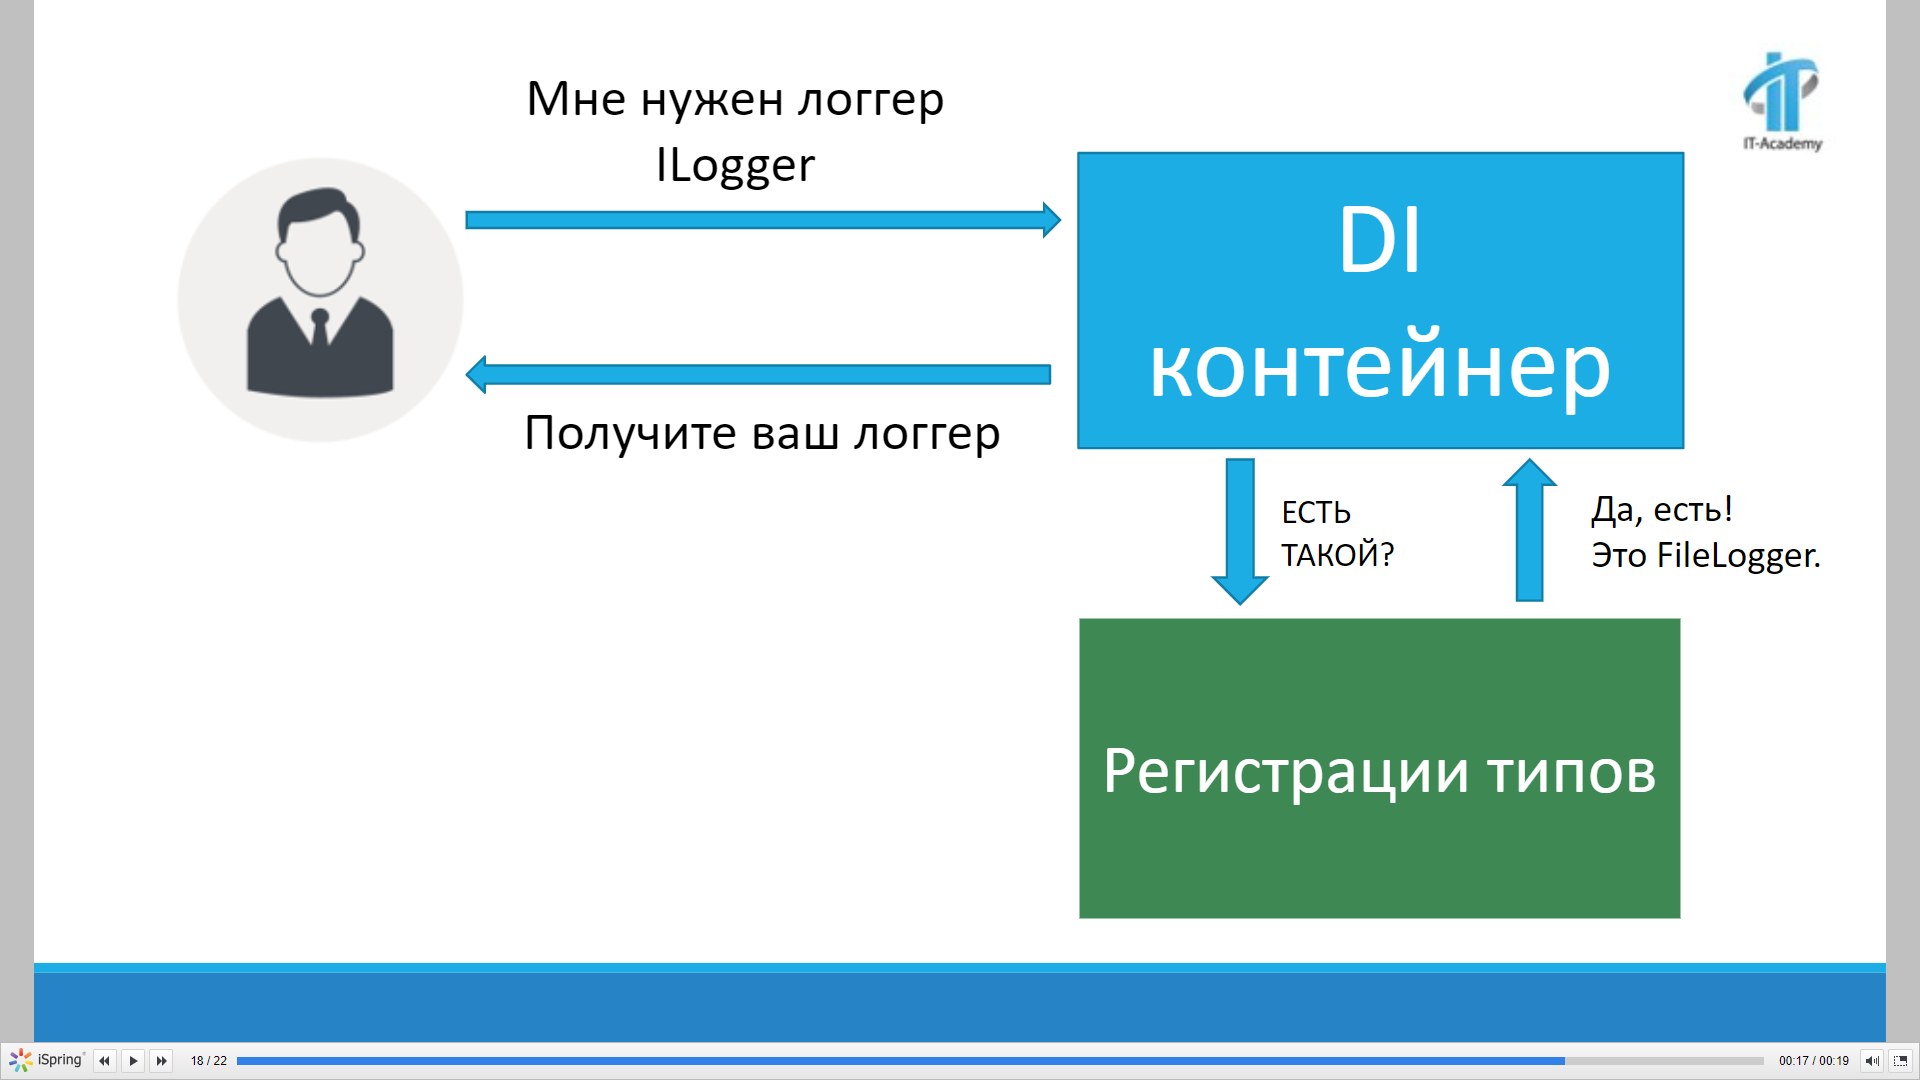 Мне нужен логгер
ILogger
IT-Academy
DI
контейнер
Получите ваш логгер
ЕСТЬ
ТАКОЙ?
Да, есть!
Это FileLogger.
Регистрации типов
iSpring
18 / 22
00:17 / 00:19